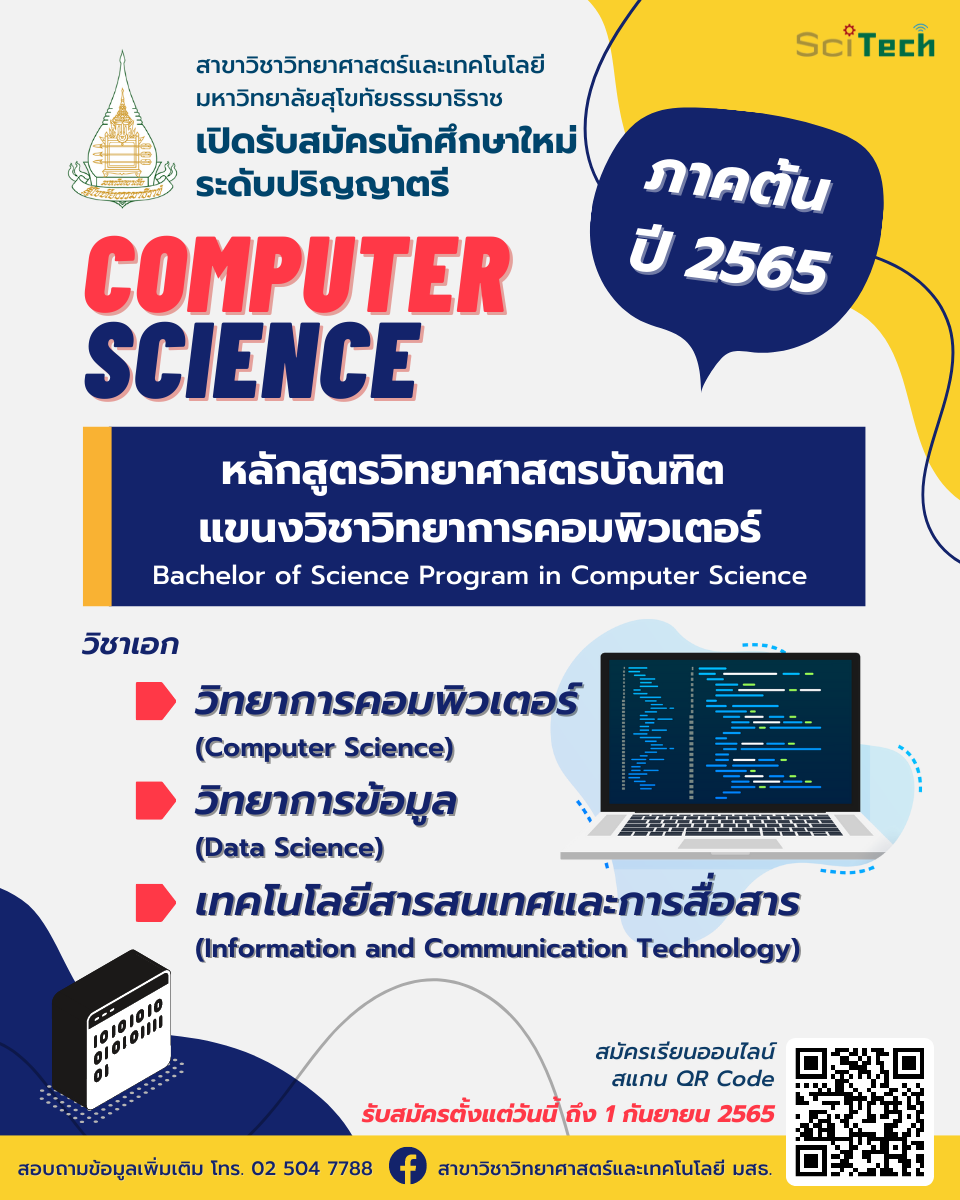 SciTech
สาขาวิชาวิทยาศาสตร์และเทคโนโลยี
มหาวิทยาลัยสุโขทัยธรรมาธิราช
เปิดรับสมัครนักศึกษาใหม่
ระดับปริญญาตรี
ภาคต้น
ปี 2565
COMPUTER
SCIENCE
หลักสูตรวิทยาศาสตรบัณฑิต
แขนงวิชาวิทยาการคอมพิวเตอร์
Bachelor of Science Program in Computer Science
วิชาเอก
วิทยาการคอมพิวเตอร์
(Computer Science)
วิทยาการข้อมูล
(Data Science)
เทคโนโลยีสารสนเทศและการสื่อสาร
(Information and Communication Technology)
10101010
010101111
01
สมัครเรียนออนไลน์
สแกน QR Code
รับสมัครตั้งแต่วันนี้ ถึง 1 กันยายน 2565
สอบถามข้อมูลเพิ่มเติม โทร. 02 504 7788
สาขาวิชาวิทยาศาสตร์และเทคโนโลยี มสธ.